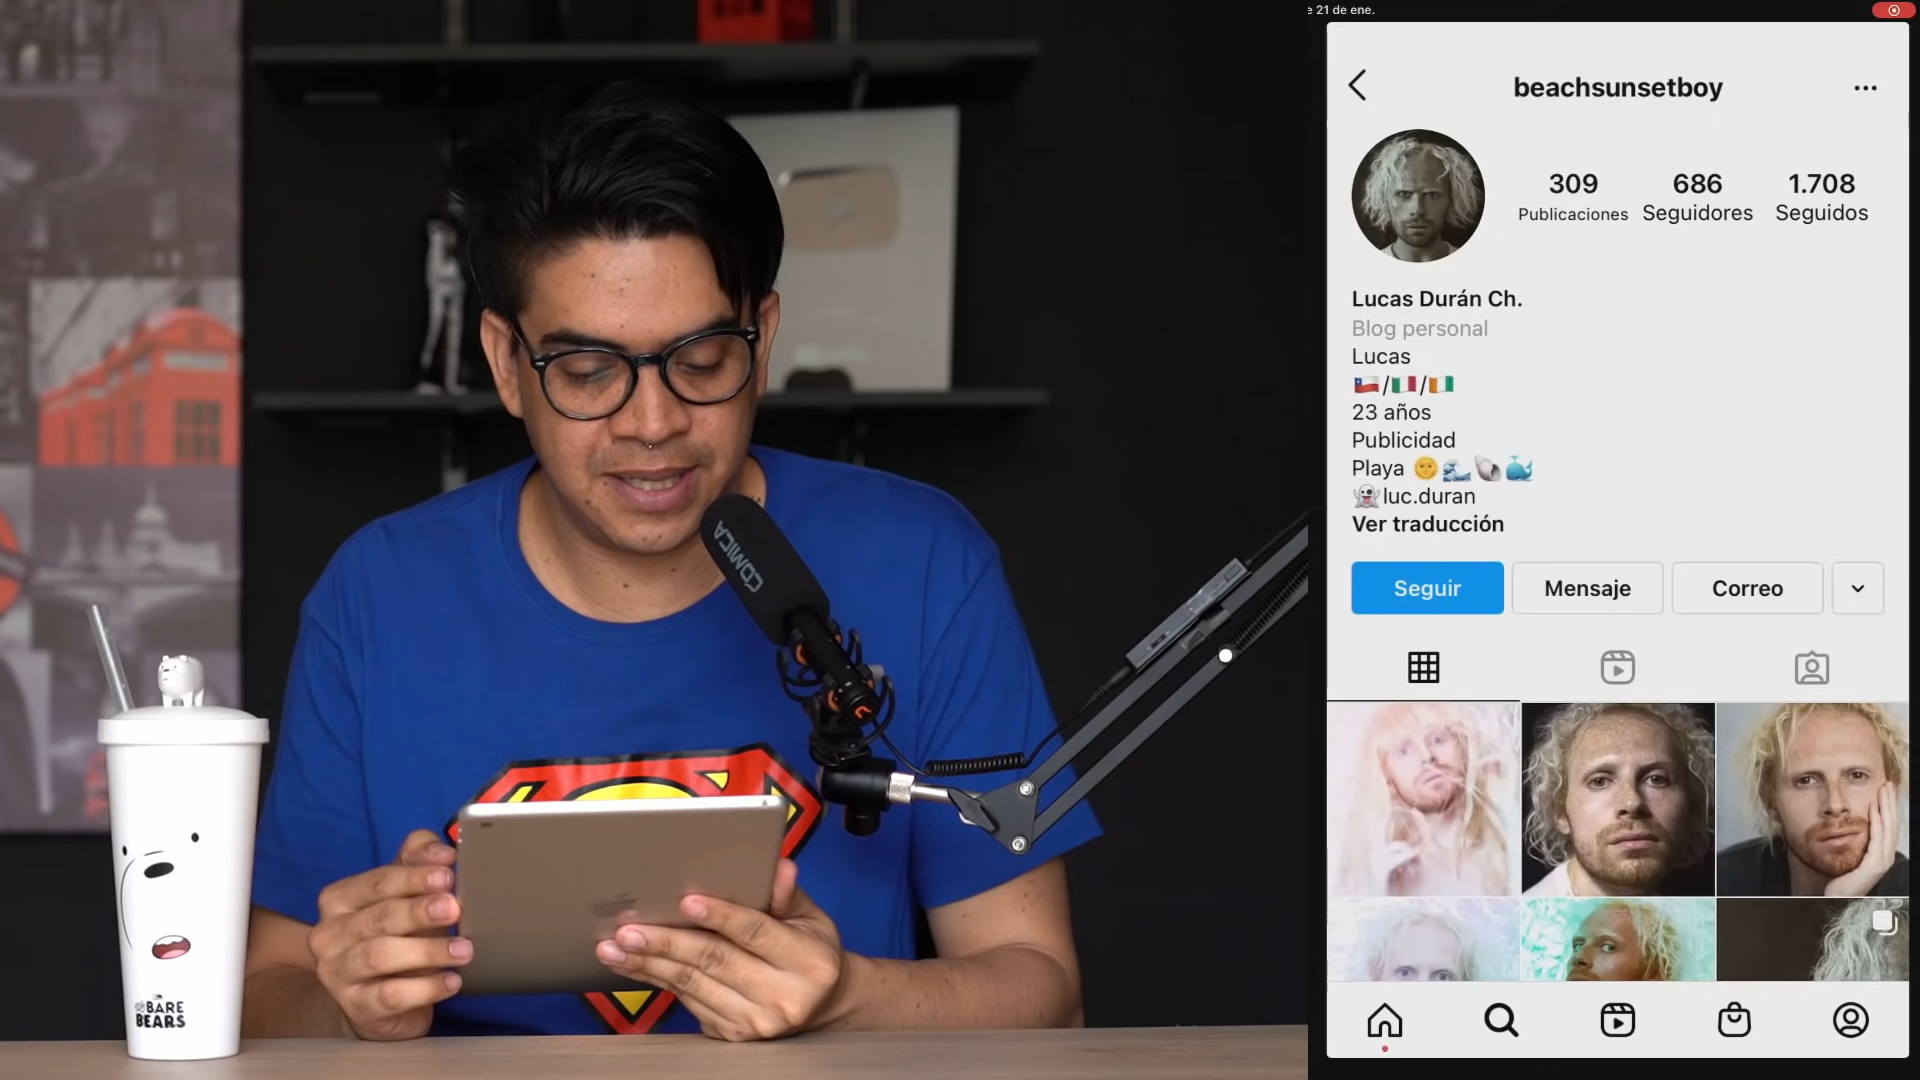 e 21 de ene.
beachsunsetboy
309
Publicaciones
686
Seguidores
1.708
Seguidos
Lucas Durán Ch.
Blog personal
Lucas
🇨🇱/🇮🇹/🇨🇮
23 años
Publicidad
Playa 🌞🌊🐚🐳
👻luc.duran
Ver traducción
Seguir
Mensaje
Correo
COMICA
BARE
BEARS